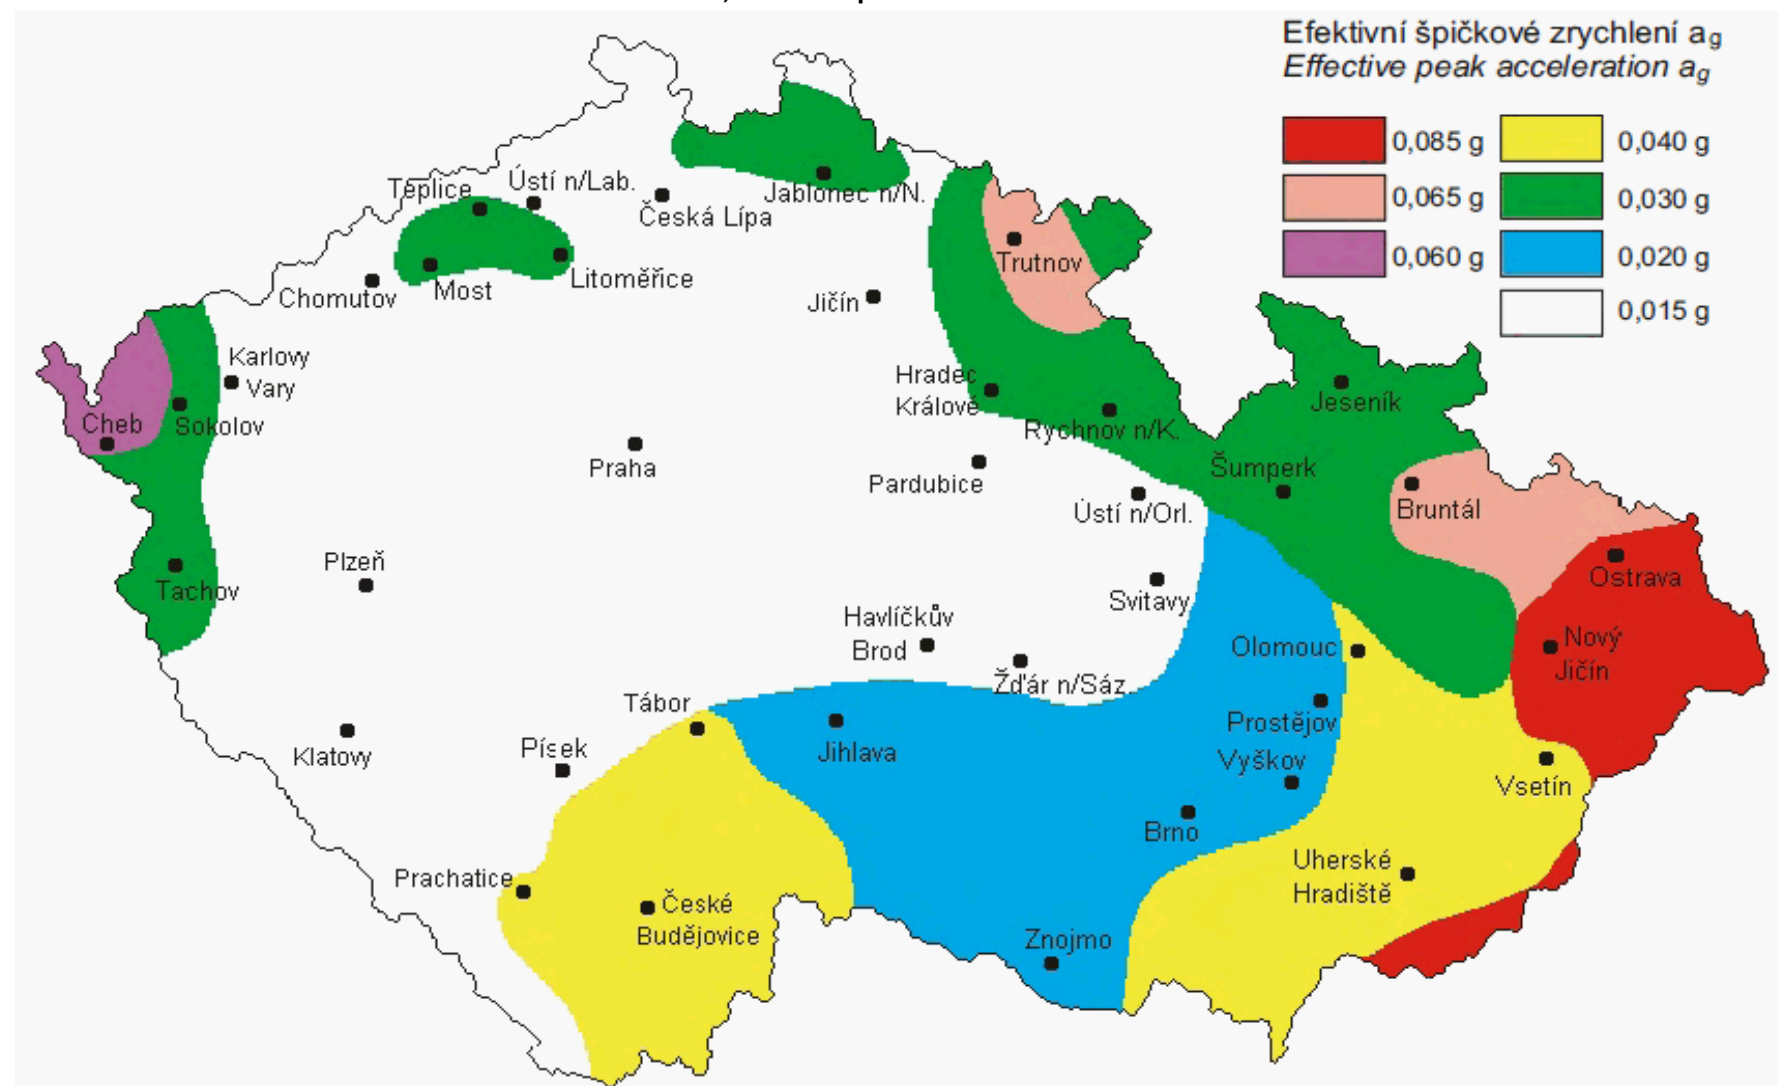 Efektivní špičkové zrychlení ag
Effective peak acceleration ag
0,085 g
0,040 g
0,065 g
0,030 g
0,060 g
0,020 g
0,015 g
Teplice
Ústí n/Lab.
Česká Lípa
Jablonec n/N.
Trutnov
Chomutov
Most
Litoměřice
Jičín
Karlovy
Vary
Hradec
Králové
Jeseník
Cheb
Sokolov
Rychnov n/K.
Praha
Pardubice
Šumperk
Ústí n/Orl.
Bruntál
Plzeň
Tachov
Svitavy
Ostrava
Havlíčkův
Brod
Olomouc
Nový
Jičín
Žďár n/Sáz.
Tábor
Prostějov
Klatovy
Písek
Jihlava
Vyškov
Vsetín
Brno
Prachatice
Uherské
Hradiště
České
Budějovice
Znojmo